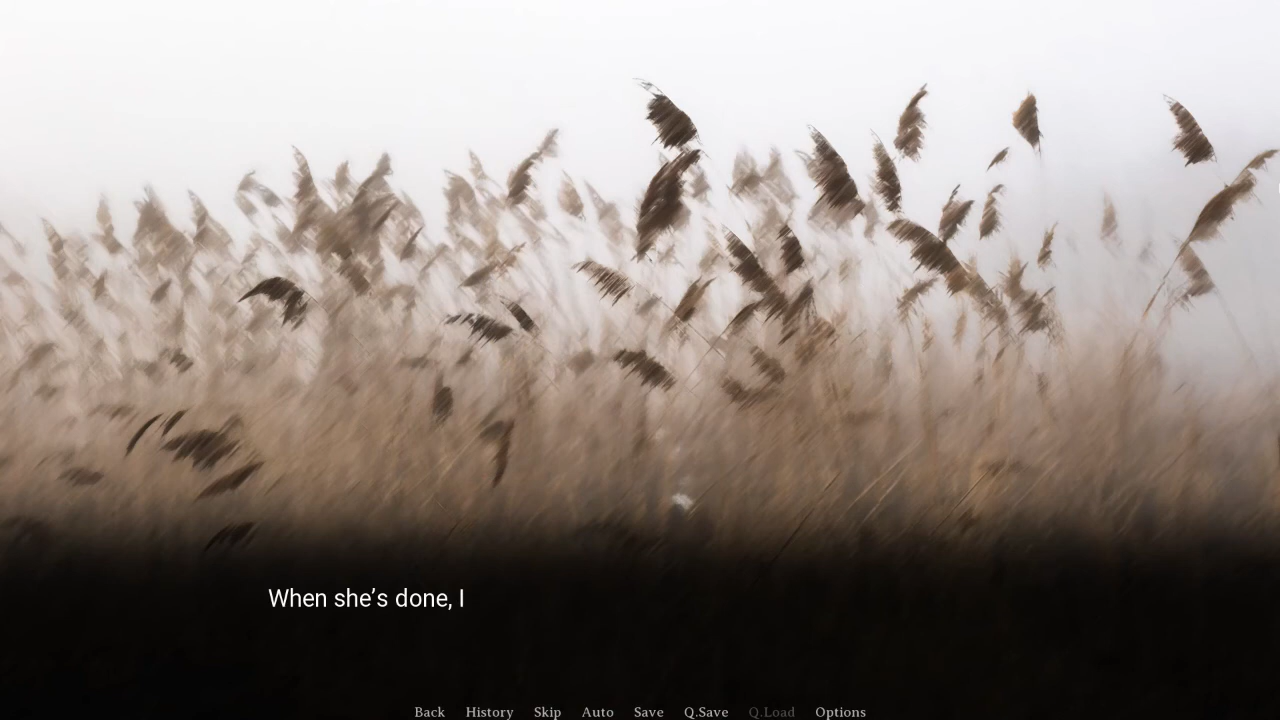 When she’s done, I
Back History Skip Auto Save Q.Save Q.Load Options